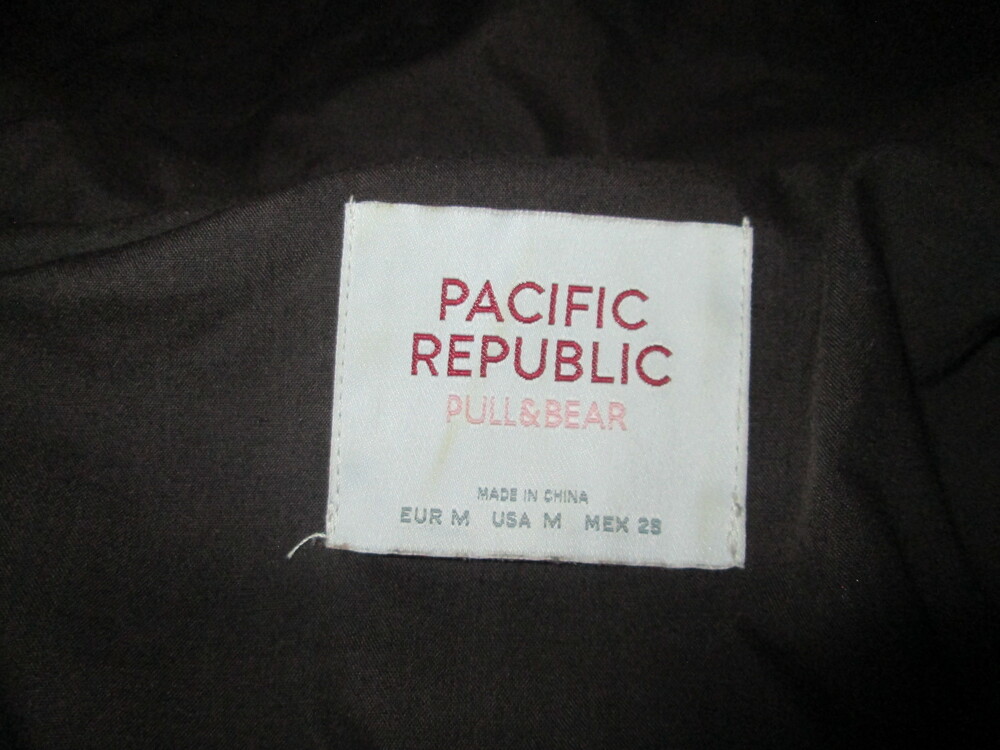 PACIFIC
REPUBLIC
PULL&BEAR
MADE IN CHINA
EUR M USA M MEX 28